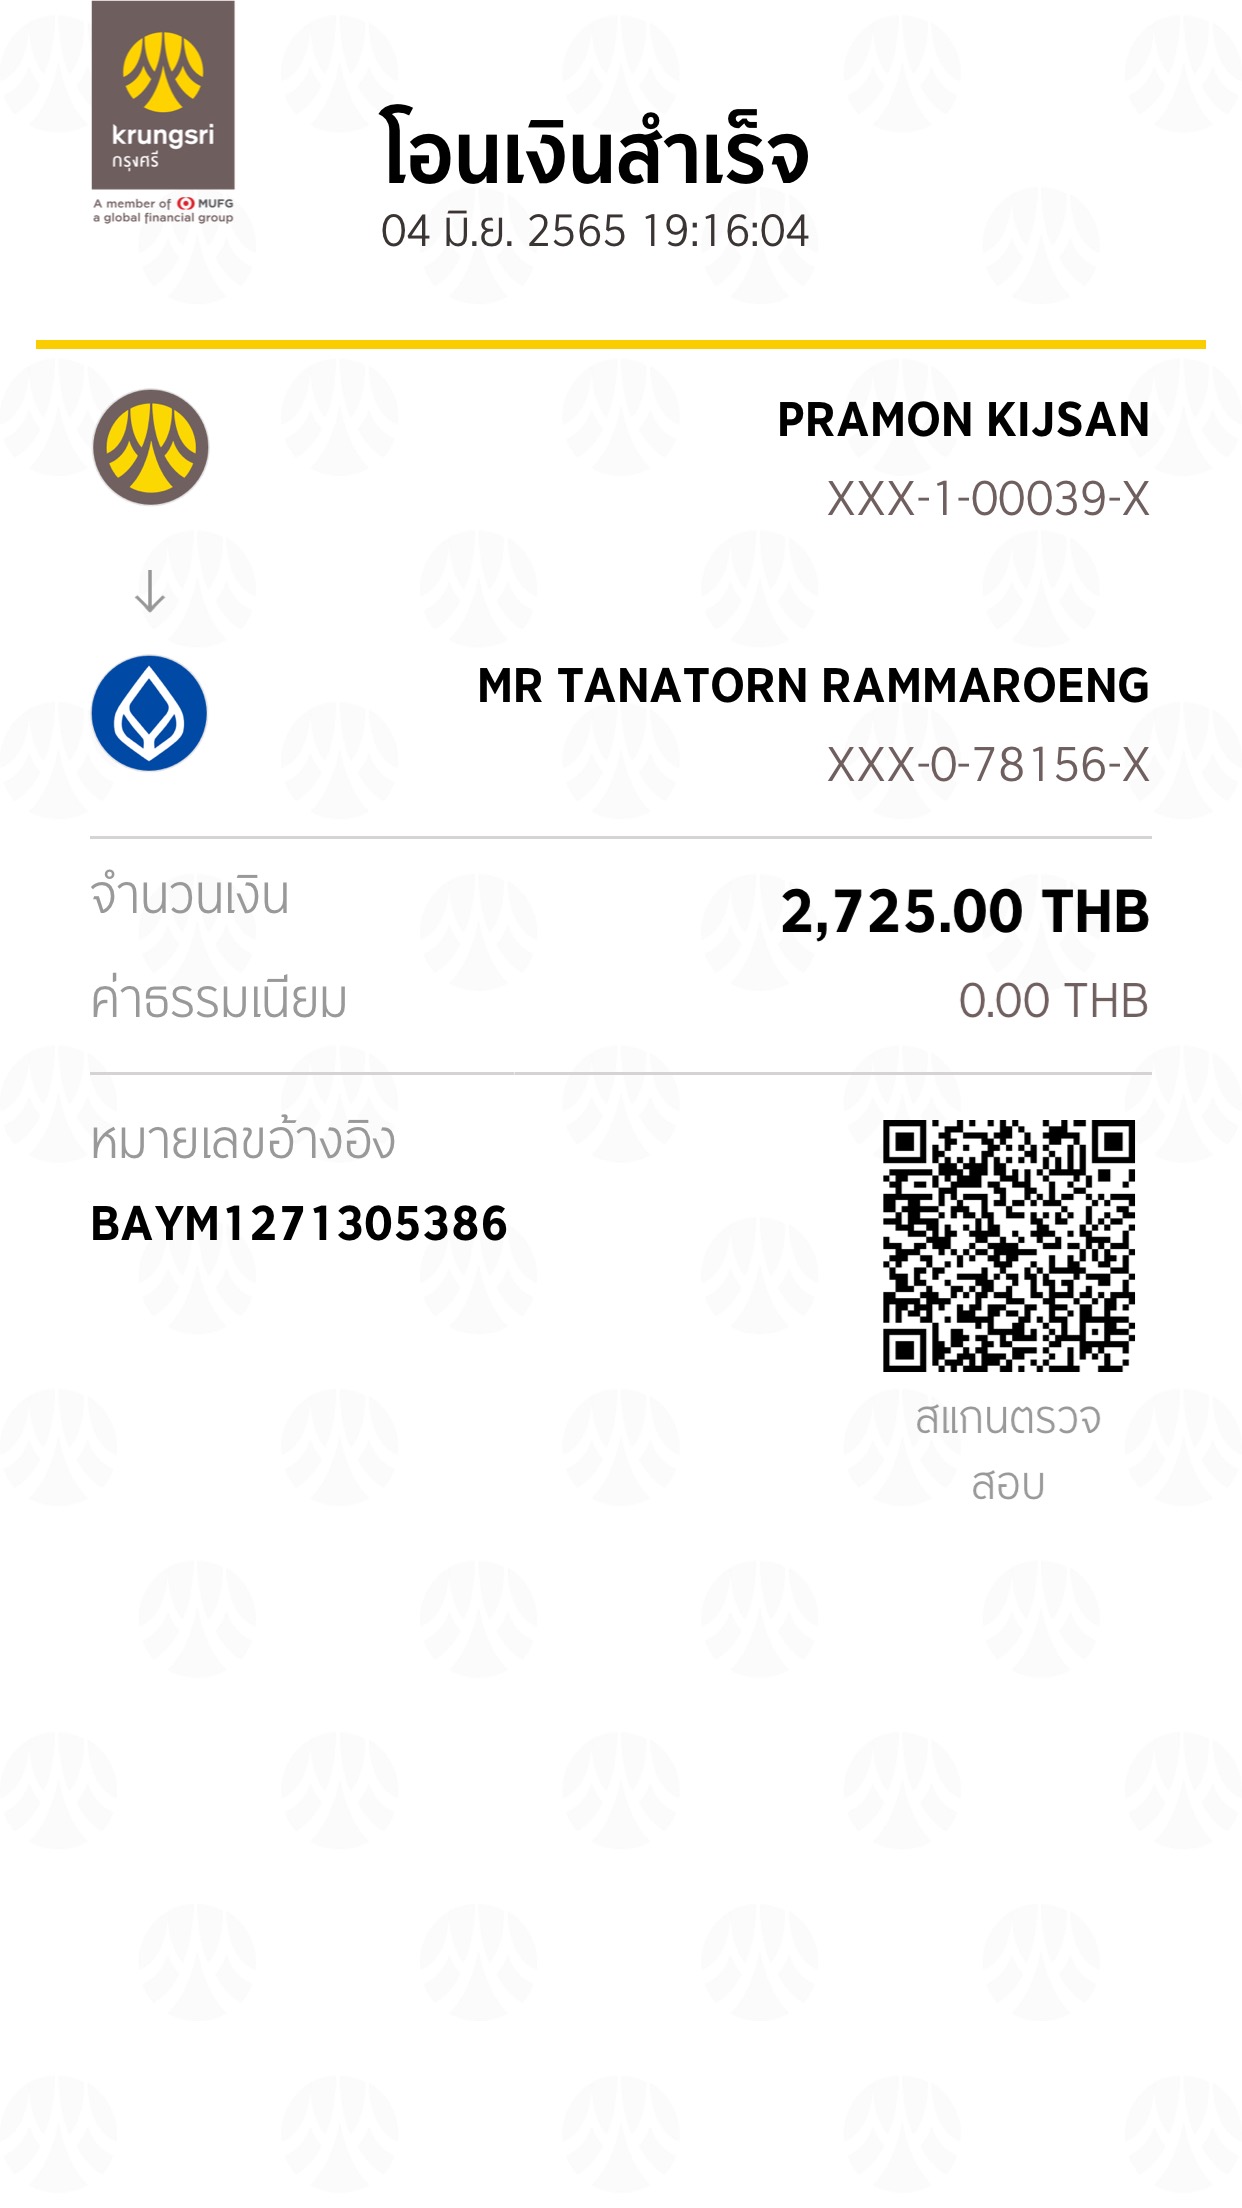 krungsri
กรุงศรี
A member of MUFG
a global financial group
โอนเงินสำเร็จ
04 มิ.ย. 2565 19:16:04
PRAMON KIJSAN
XXX-1-00039-X
MR TANATORN RAMMAROENG
XXX-0-78156-X
จำนวนเงิน 2,725.00 THB
ค่าธรรมเนียม 0.00 THB
หมายเลขอ้างอิง
BAYM1271305386
สแกนตรวจ
สอบ